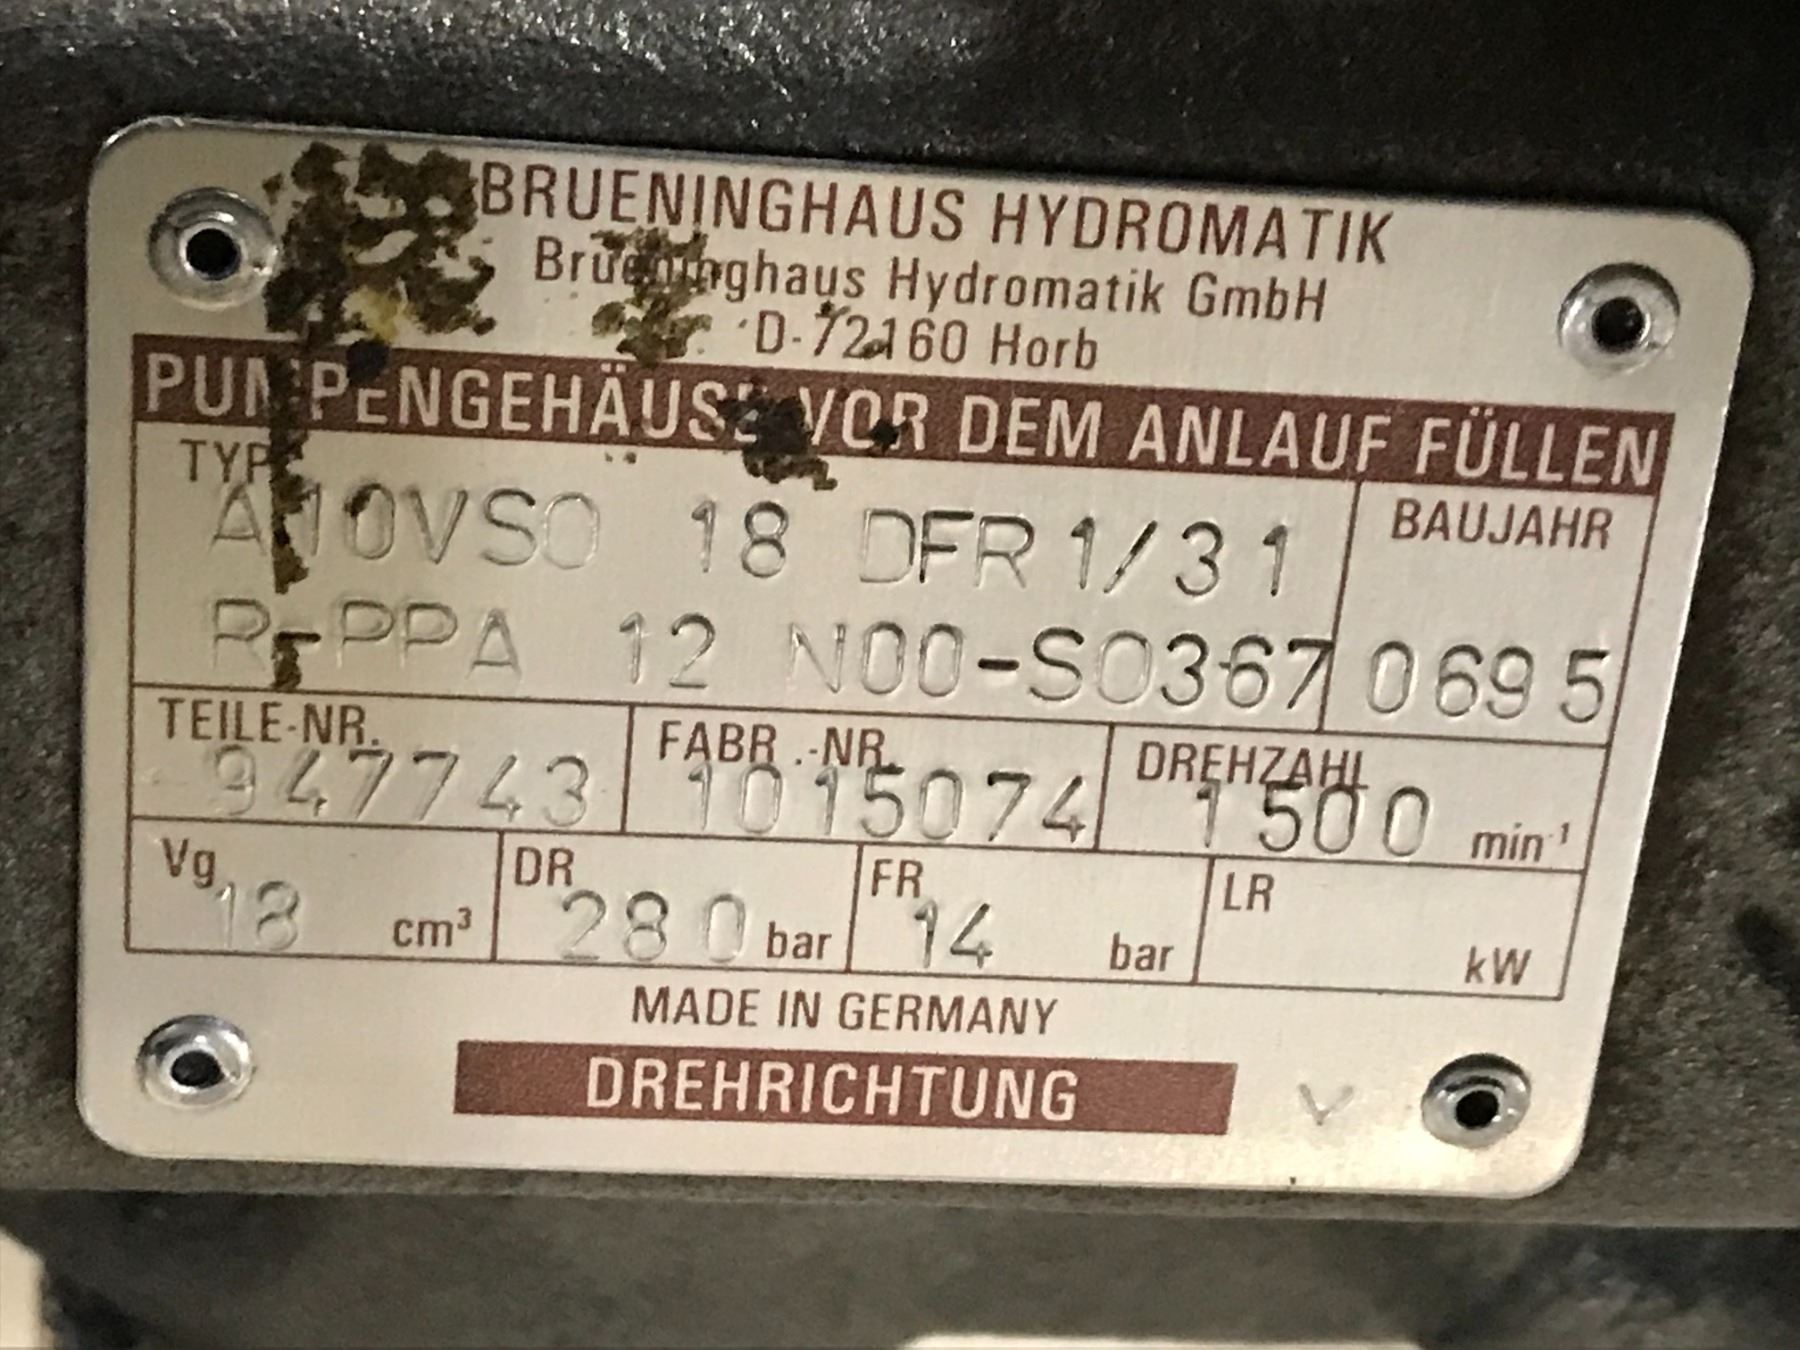 BRUENINGHAUS HYDROMATIK
Brueninghaus Hydromatik GmbH
D-72160 Horb
PUMPENGEHÄUSE VOR DEM ANLAUF FÜLLEN
TYP BAUJAHR
A10VSO 18 DFR1/31
R-PPA 12 N00-SO367 0695
TEILE-NR. FABR.-NR. DREHZAHL
947743 1015074 1500 min-1
Vg DR FR LR
18 cm³ 280 bar 14 bar kW
MADE IN GERMANY
DREHRICHTUNG